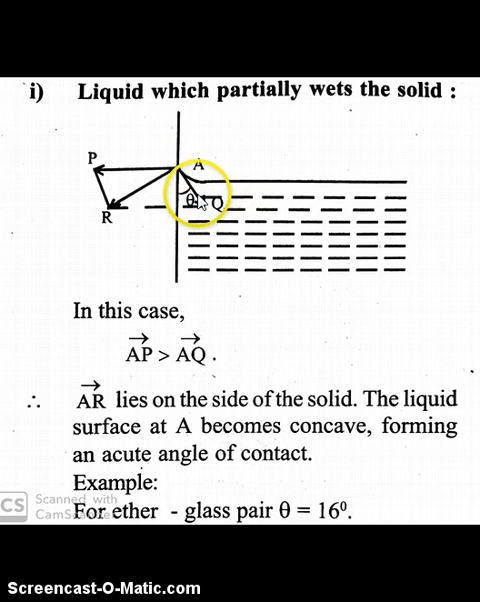 i) Liquid which partially wets the solid :
P
A
θ
Q
R
In this case,
AP > AQ .
∴ AR lies on the side of the solid. The liquid
surface at A becomes concave, forming
an acute angle of contact.
Example:
CS Scanned with
CamScanner
For ether - glass pair θ = 16⁰.
Screencast-O-Matic.com